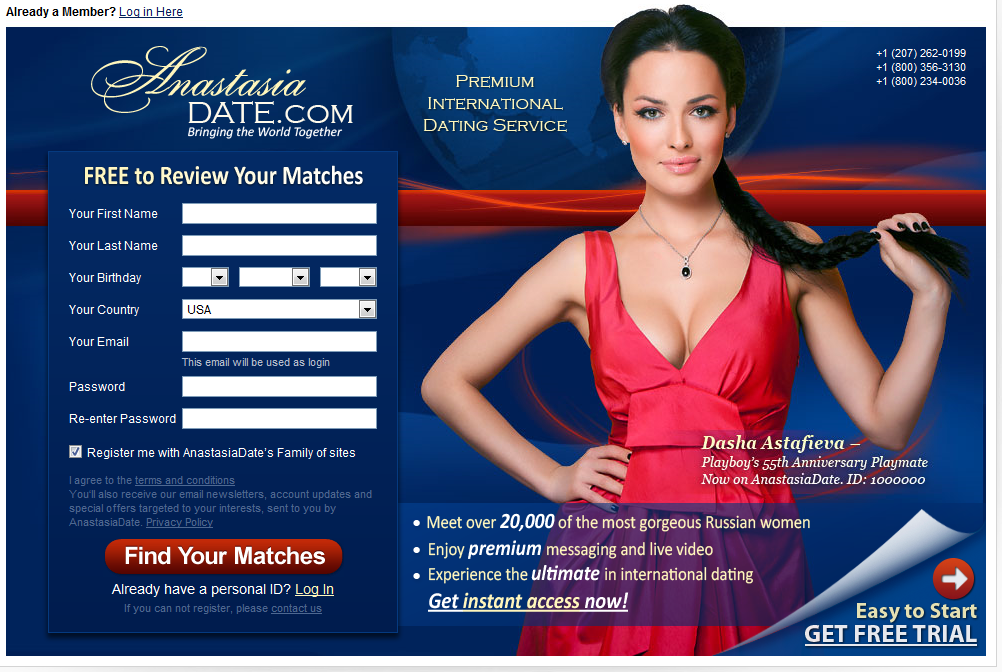 Already a Member? Log in Here
Anastasia
DATE.COM
Bringing the World Together
PREMIUM
INTERNATIONAL
DATING SERVICE
+1 (207) 262-0199
+1 (800) 356-3130
+1 (800) 234-0036
FREE to Review Your Matches
Your First Name
Your Last Name
Your Birthday
Your Country USA
Your Email
This email will be used as login
Password
Re-enter Password
Register me with AnastasiaDate's Family of sites
I agree to the terms and conditions
You'll also receive our email newsletters, account updates and
special offers targeted to your interests, sent to you by
AnastasiaDate. Privacy Policy
Find Your Matches
Already have a personal ID? Log In
If you can not register, please contact us
Dasha Astafieva –
Playboy's 55th Anniversary Playmate
Now on AnastasiaDate. ID: 1000000
• Meet over 20,000 of the most gorgeous Russian women
• Enjoy premium messaging and live video
• Experience the ultimate in international dating
Get instant access now!
Easy to Start
GET FREE TRIAL